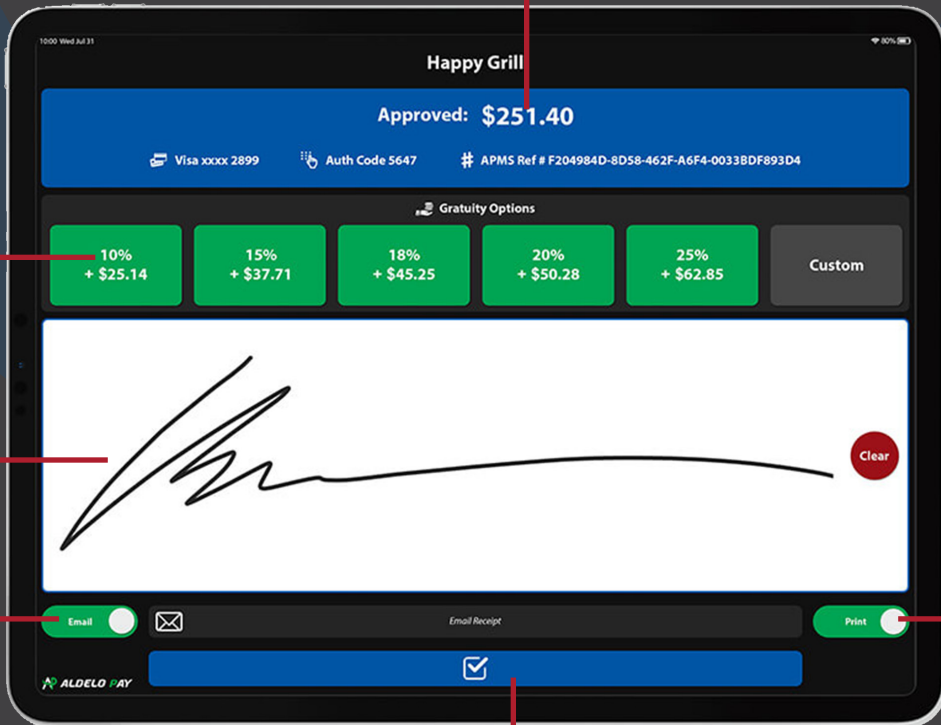 10:00 Wed Jul 31
80%
Happy Grill
Approved: $251.40
Visa xxxx 2899
Auth Code 5647
# APMS Ref # F204984D-8D58-462F-A6F4-0033BDF893D4
Gratuity Options
10%
+ $25.14
15%
+ $37.71
18%
+ $45.25
20%
+ $50.28
25%
+ $62.85
Custom
Clear
Email
Email Receipt
Print
ALDELO PAY